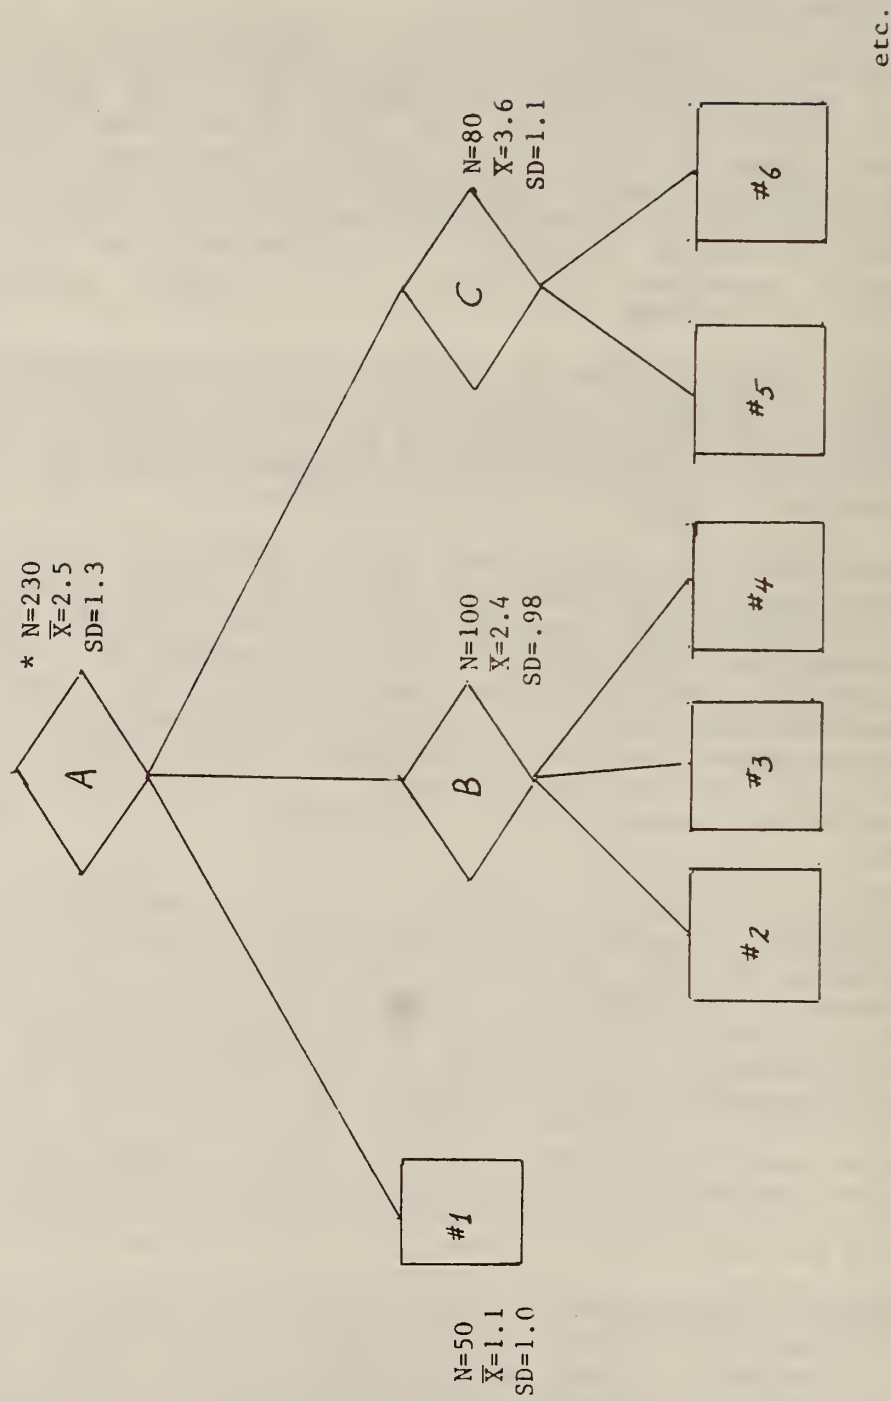 * N=230
X̅=2.5
SD=1.3
A
N=50
X̅=1.1
SD=1.0
#1
B
N=100
X̅=2.4
SD=.98
C
N=80
X̅=3.6
SD=1.1
#2
#3
#4
#5
#6
etc.